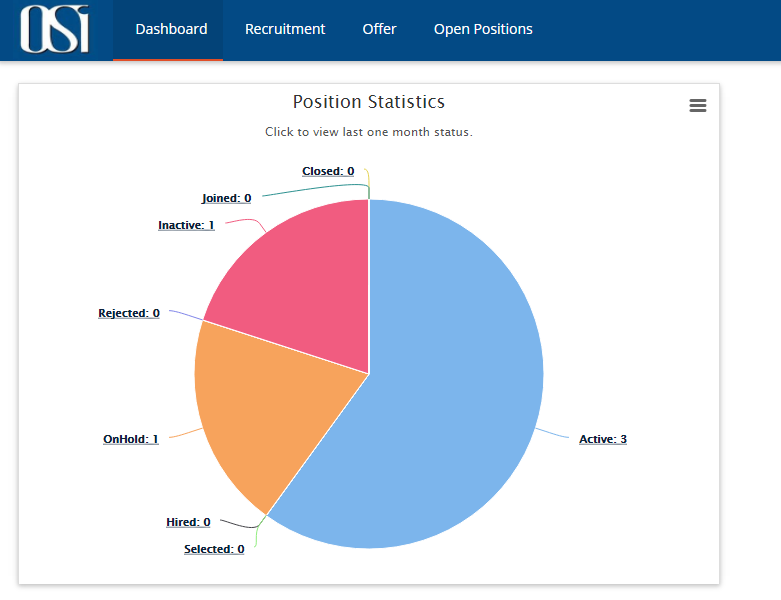 OSi
Dashboard Recruitment Offer Open Positions
Position Statistics
Click to view last one month status.
Closed: 0
Joined: 0
Inactive: 1
Rejected: 0
OnHold: 1
Active: 3
Hired: 0
Selected: 0